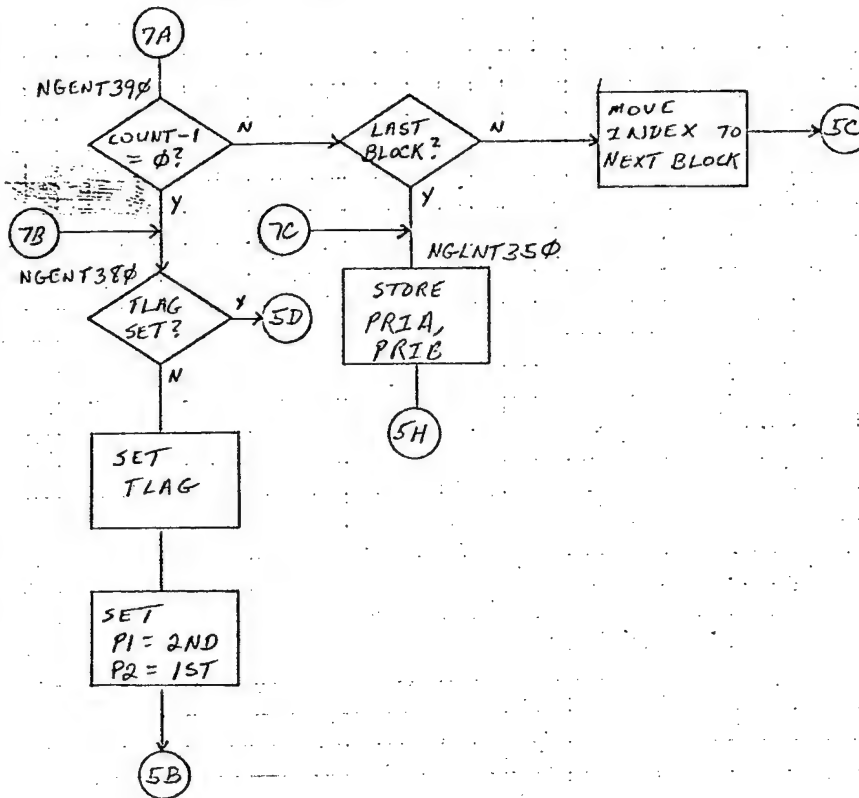 7A
NGENT39Ø
COUNT-1
= Ø?
N
Y
LAST
BLOCK?
N
Y
MOVE
INDEX TO
NEXT BLOCK
5C
7B
7C
NGENT38Ø
NGLNT35Ø
TLAG
SET?
Y
5D
N
STORE
PRIA,
PRIB
5H
SET
TLAG
SET
P1 = 2ND
P2 = 1ST
5B